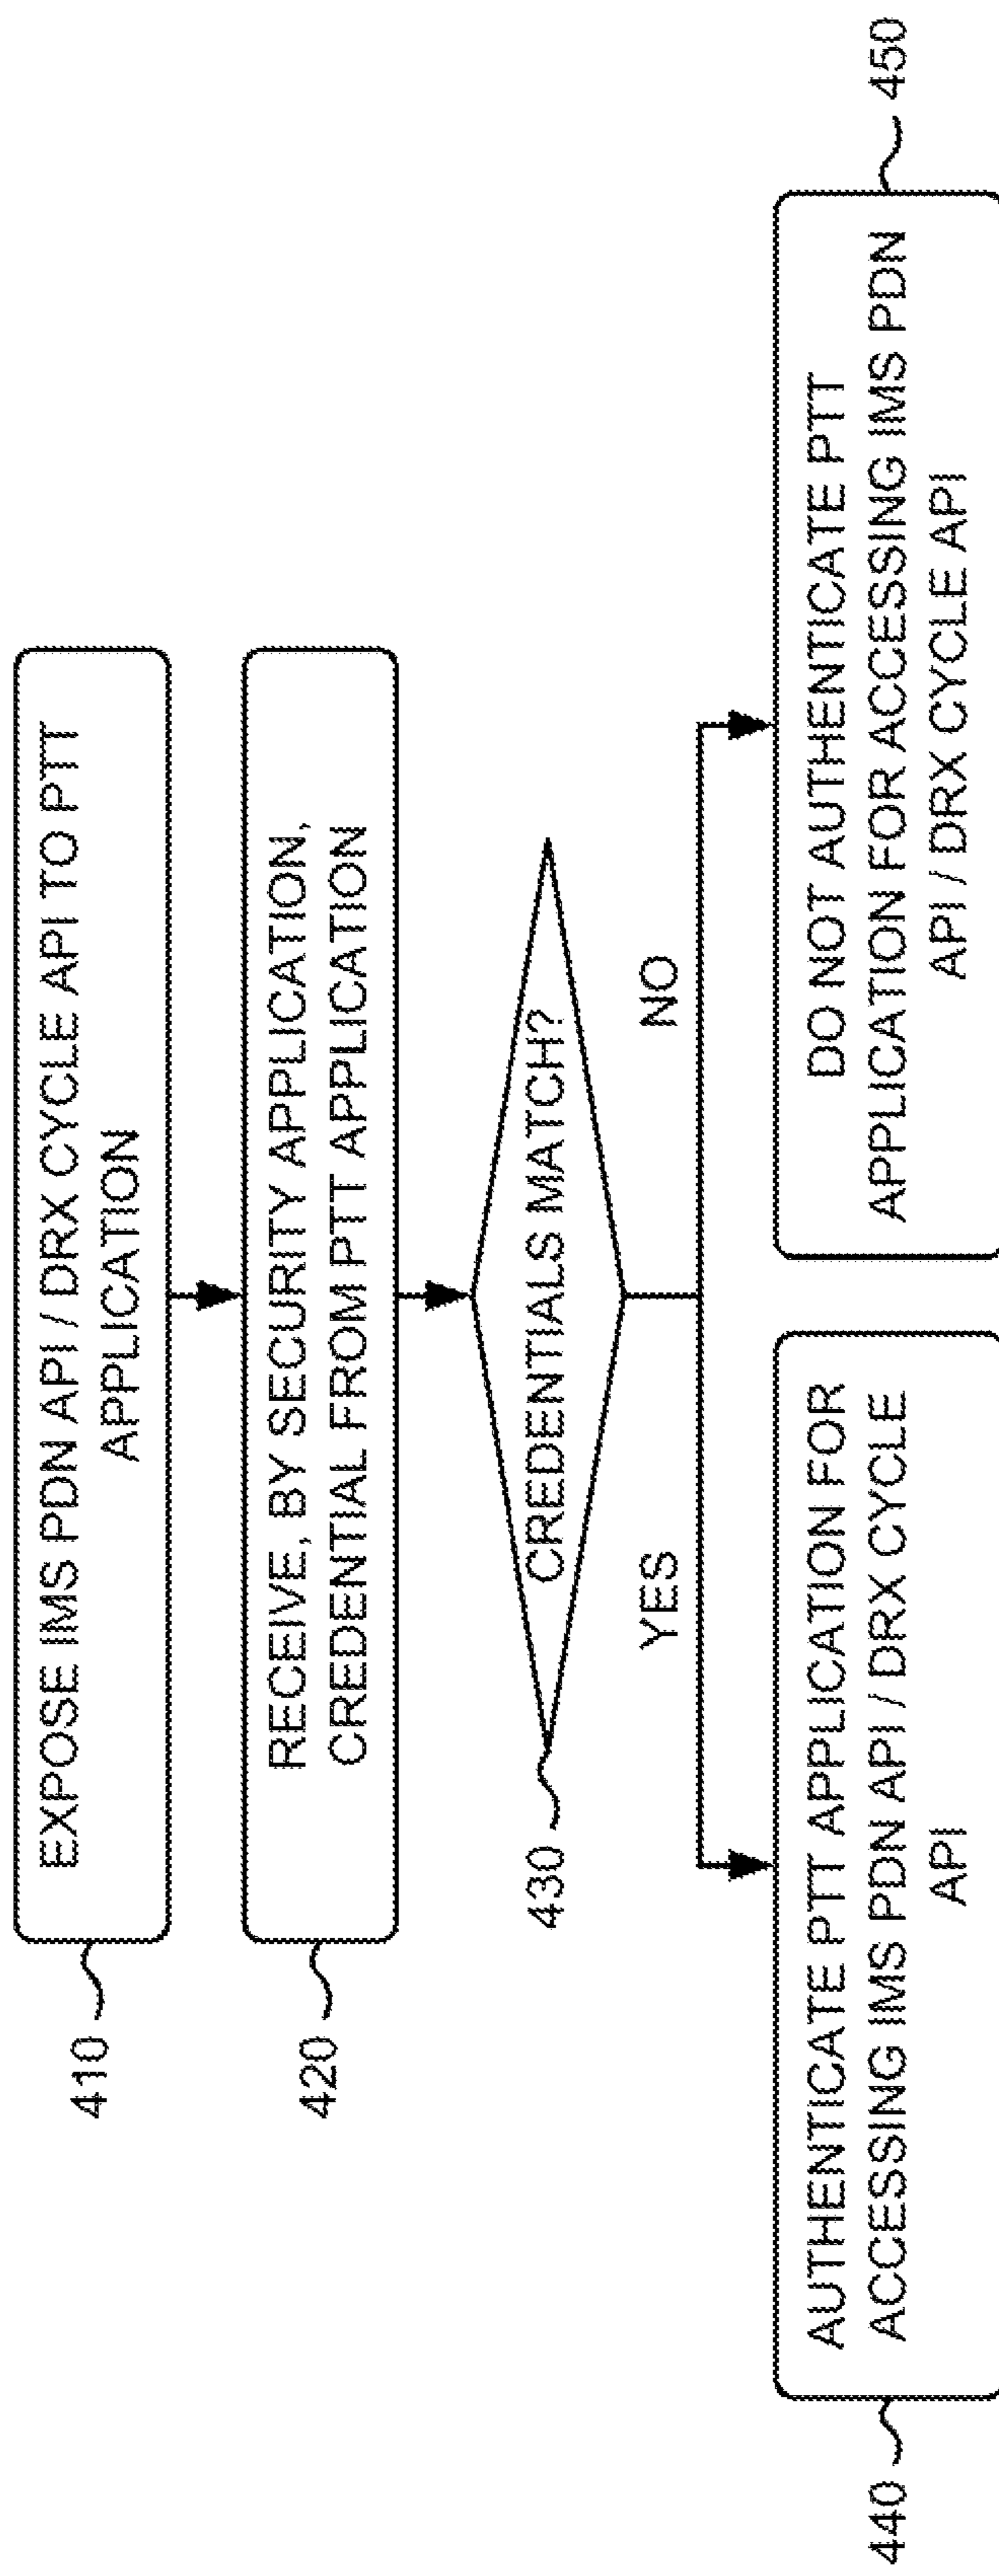 410
EXPOSE IMS PDN API / DRX CYCLE API TO PTT
APPLICATION
420
RECEIVE, BY SECURITY APPLICATION,
CREDENTIAL FROM PTT APPLICATION
430
CREDENTIALS MATCH?
YES
NO
440
AUTHENTICATE PTT APPLICATION FOR
ACCESSING IMS PDN API / DRX CYCLE
API
DO NOT AUTHENTICATE PTT
APPLICATION FOR ACCESSING IMS PDN
API / DRX CYCLE API
450